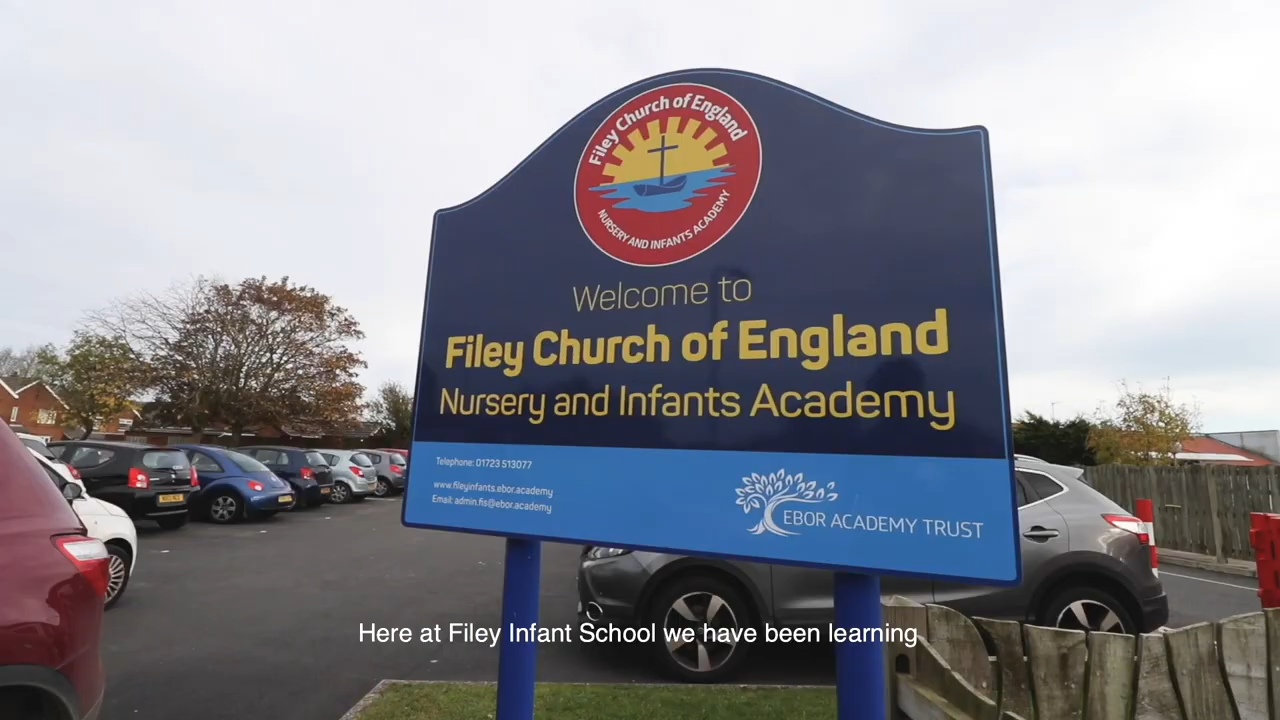 Filey Church of England
NURSERY AND INFANTS ACADEMY
Welcome to
Filey Church of England
Nursery and Infants Academy
Telephone: 01723 513077
www.fileyinfants.ebor.academy
Email: admin.fis@ebor.academy
EBOR ACADEMY TRUST
Here at Filey Infant School we have been learning